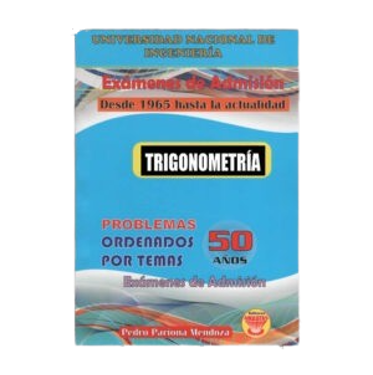 UNIVERSIDAD NACIONAL DE
INGENIERÍA
Exámenes de Admisión
Desde 1965 hasta la actualidad
TRIGONOMETRÍA
PROBLEMAS
ORDENADOS
POR TEMAS
50
AÑOS
Exámenes de Admisión
Pedro Pariona Mendoza